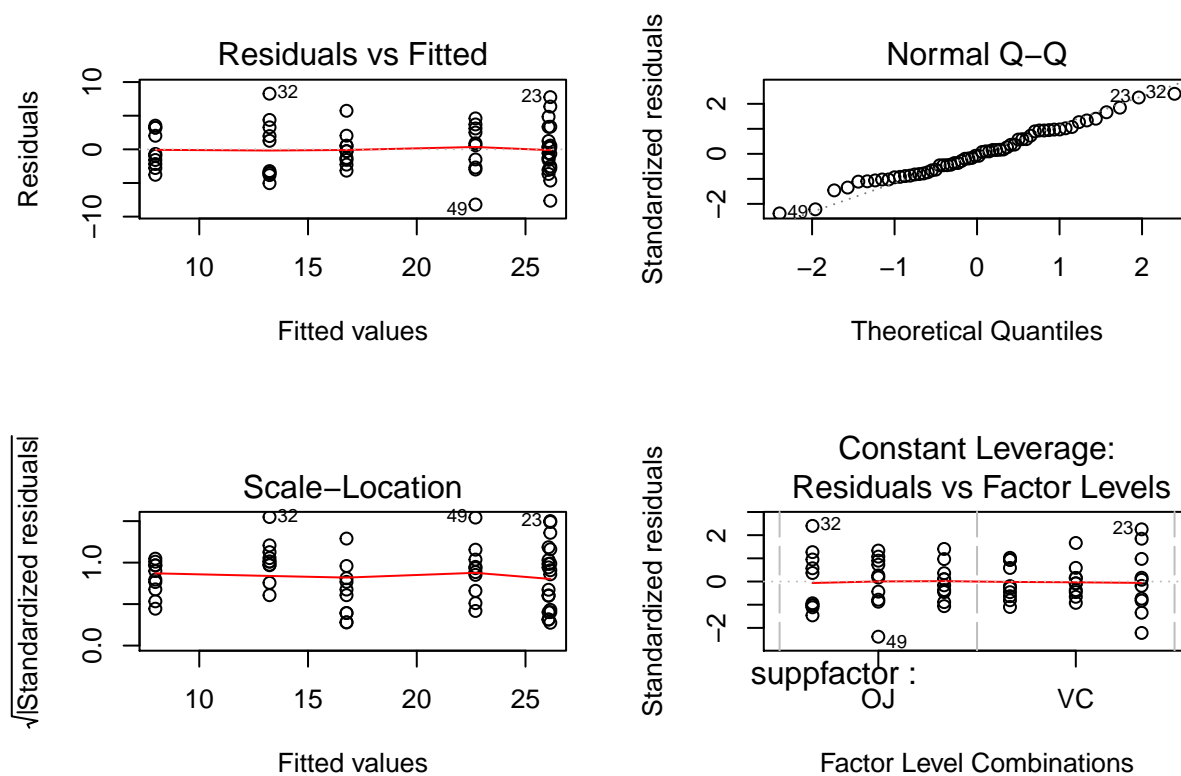 Residuals vs Fitted
Residuals
10
0
−10
32
23
49
10 15 20 25
Fitted values
Normal Q−Q
Standardized residuals
2
0
−2
23 32
49
−2 −1 0 1 2
Theoretical Quantiles
Scale−Location
√|Standardized residuals|
1.0
0.0
32
49
23
10 15 20 25
Fitted values
Constant Leverage:
Residuals vs Factor Levels
Standardized residuals
2
0
−2
32
23
49
suppfactor :
OJ VC
Factor Level Combinations